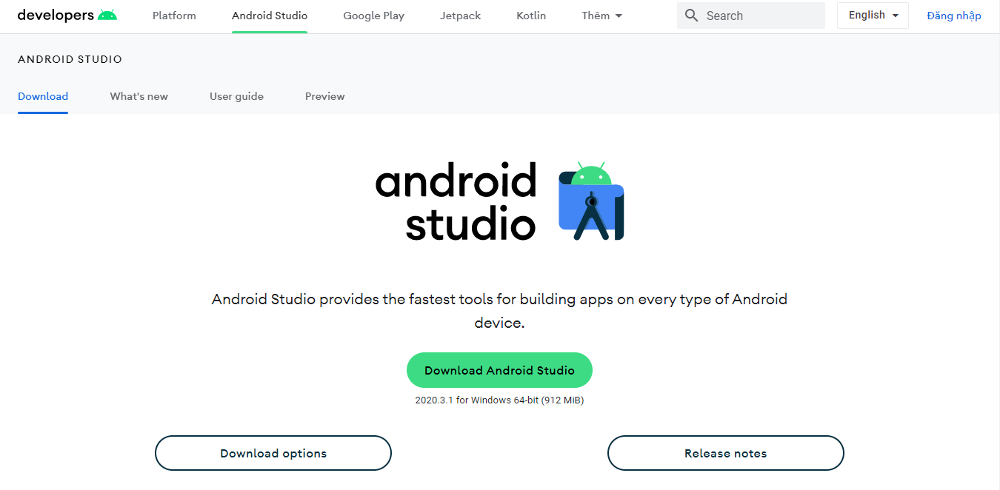 developers
Platform
Android Studio
Google Play
Jetpack
Kotlin
Thêm
Search
English
Đăng nhập
ANDROID STUDIO
Download
What's new
User guide
Preview
android
studio
Android Studio provides the fastest tools for building apps on every type of Android
device.
Download Android Studio
2020.3.1 for Windows 64-bit (912 MiB)
Download options
Release notes